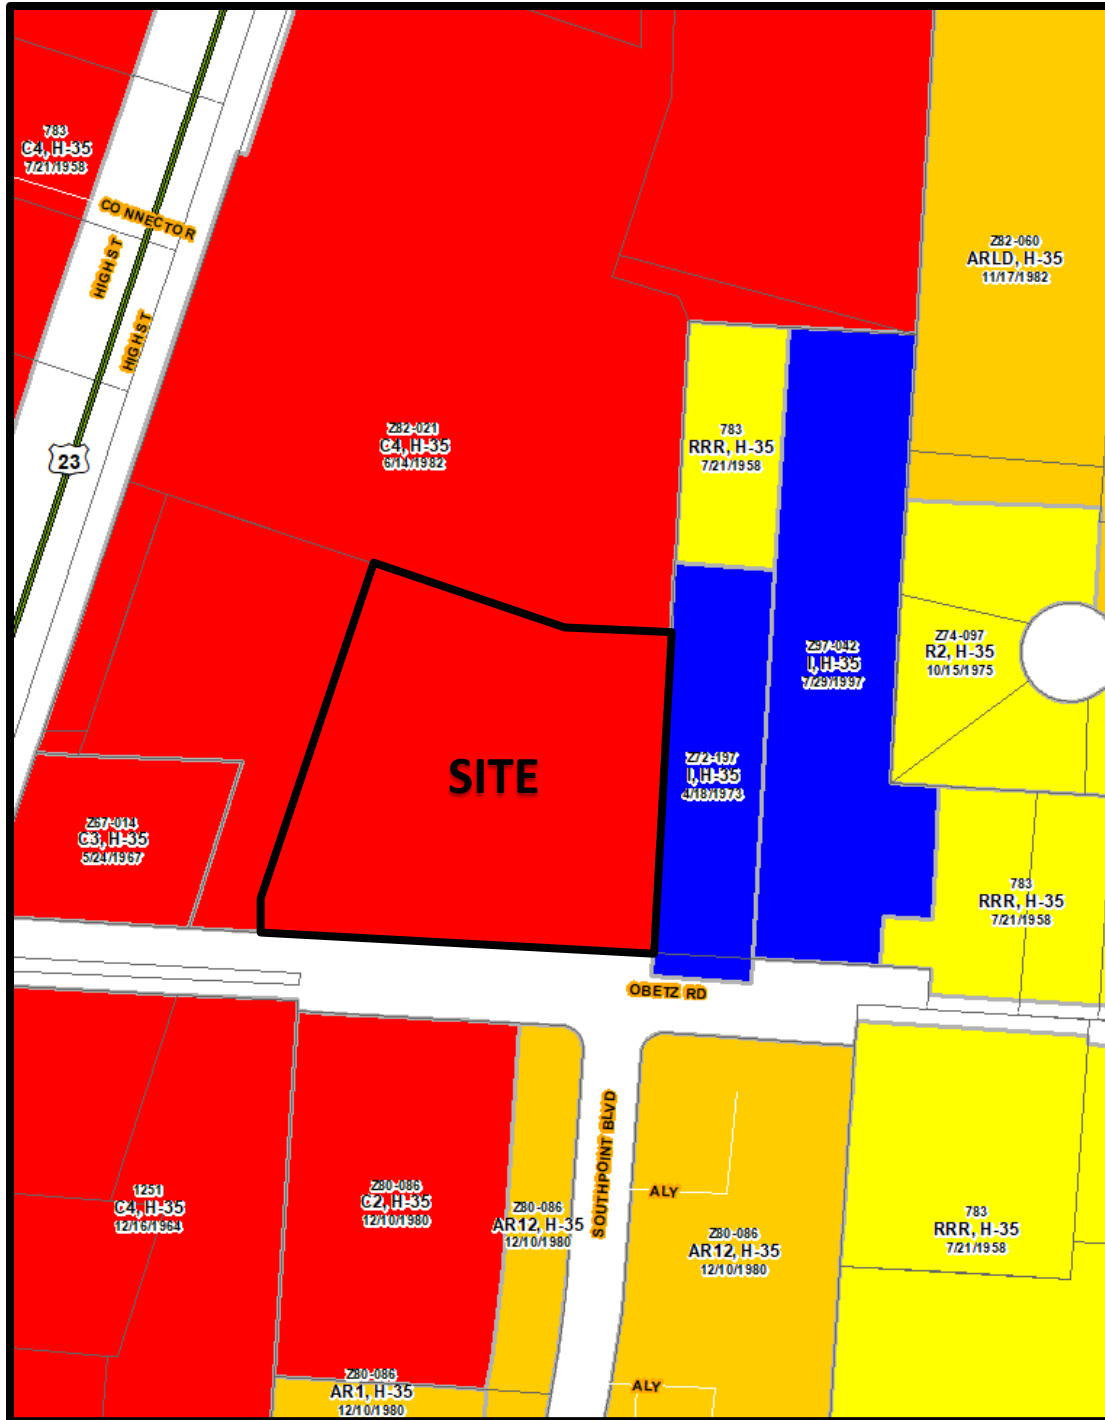 783
C4, H-35
7/21/1958
CONNECTOR
HIGH ST
HIGH ST
23
Z82-060
ARLD, H-35
11/17/1982
Z82-021
C4, H-35
6/14/1982
783
RRR, H-35
7/21/1958
Z97-042
I, H-35
7/29/1997
Z74-097
R2, H-35
10/15/1975
SITE
Z72-197
I, H-35
4/18/1973
Z67-014
C3, H-35
5/24/1967
783
RRR, H-35
7/21/1958
OBETZ RD
SOUTHPOINT BLVD
ALY
1251
C4, H-35
12/16/1964
Z80-086
C2, H-35
12/10/1980
Z80-086
AR12, H-35
12/10/1980
Z80-086
AR12, H-35
12/10/1980
783
RRR, H-35
7/21/1958
Z80-086
AR1, H-35
12/10/1980
ALY